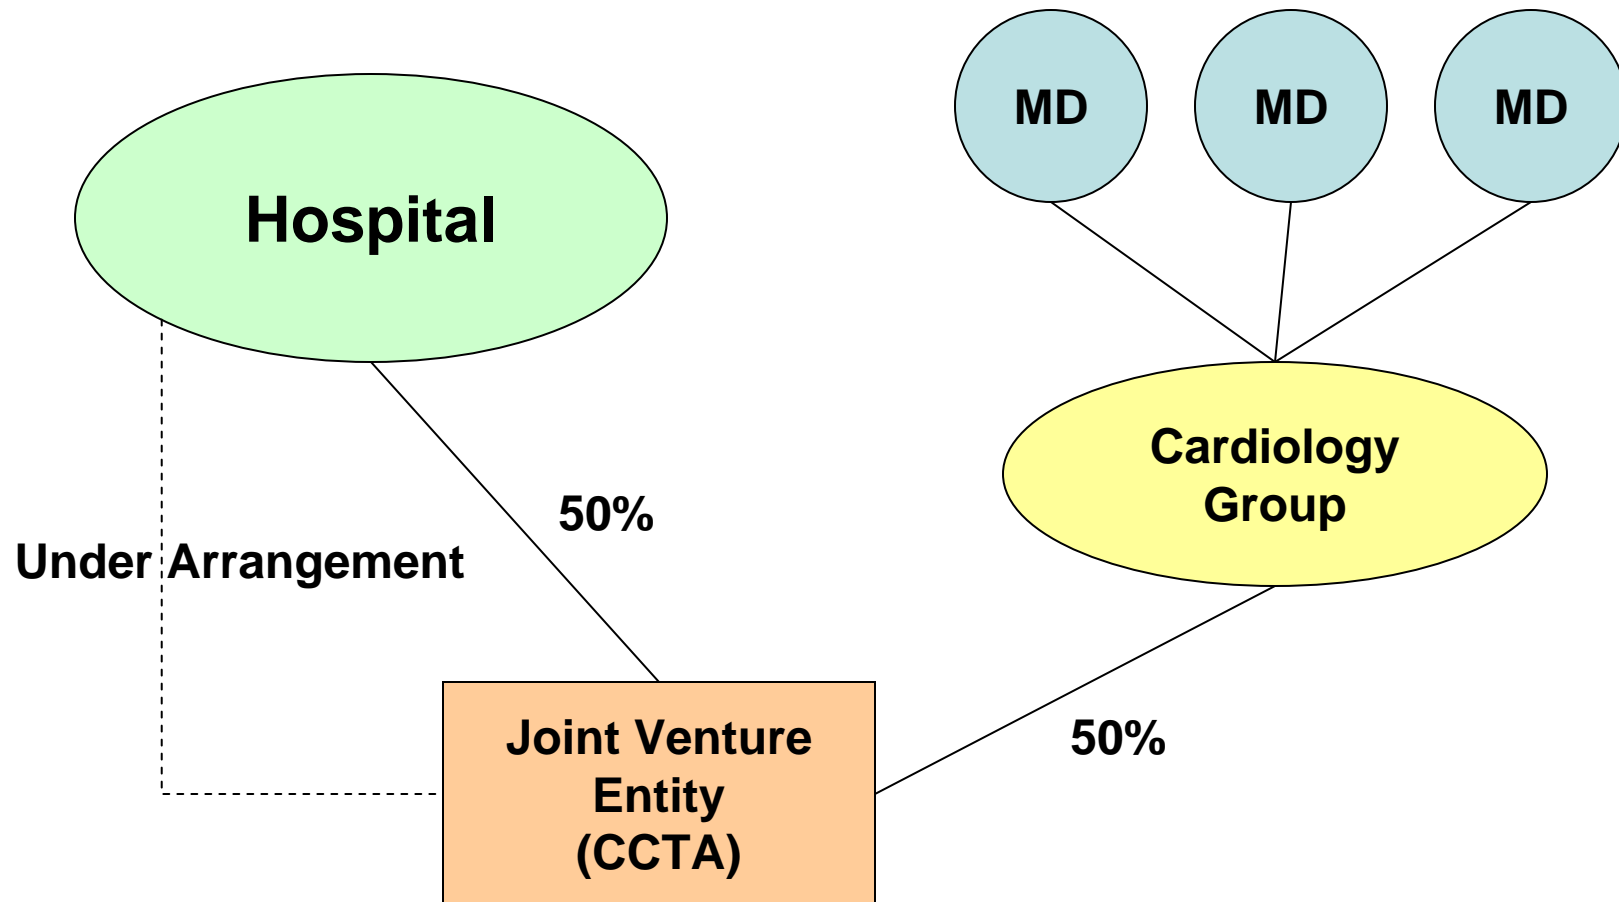 MD
MD
MD
Hospital
Cardiology
Group
50%
Under Arrangement
Joint Venture
Entity
(CCTA)
50%